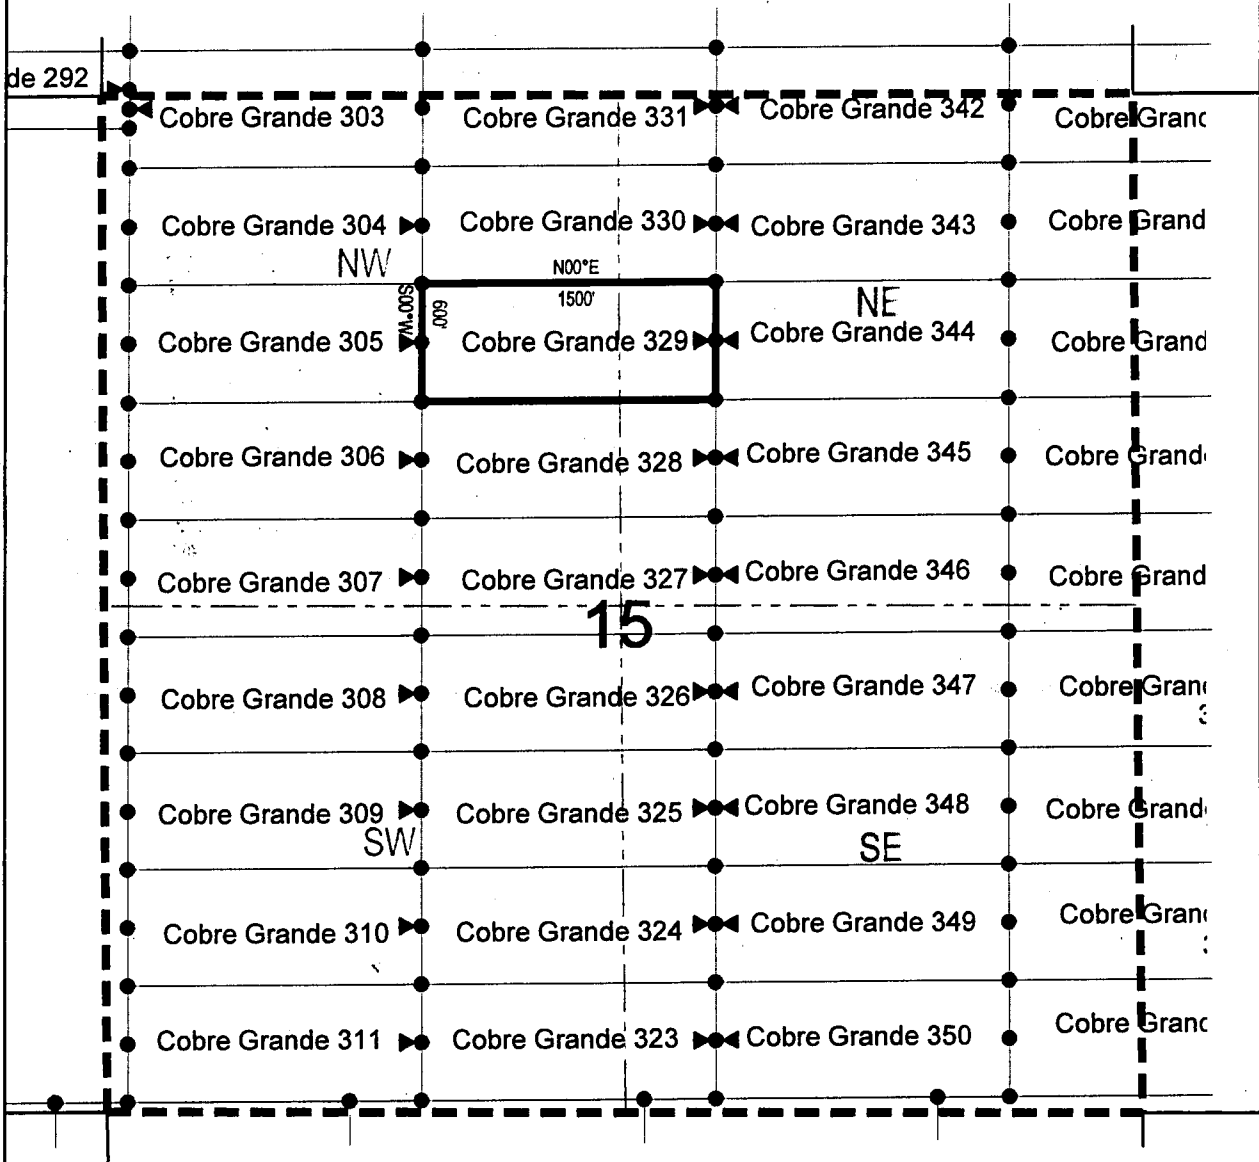 de 292
Cobre Grande 303
Cobre Grande 331
Cobre Grande 342
Cobre Granc
Cobre Grande 304
Cobre Grande 330
Cobre Grande 343
Cobre Grand
NW
N00°E
1500'
S00°W
600'
NE
Cobre Grande 305
Cobre Grande 329
Cobre Grande 344
Cobre Grand
Cobre Grande 306
Cobre Grande 328
Cobre Grande 345
Cobre Grand
Cobre Grande 307
Cobre Grande 327
Cobre Grande 346
Cobre Grand
15
Cobre Grande 308
Cobre Grande 326
Cobre Grande 347
Cobre Gran
Cobre Grande 309
Cobre Grande 325
Cobre Grande 348
Cobre Grand
SW
SE
Cobre Grande 310
Cobre Grande 324
Cobre Grande 349
Cobre Gran
Cobre Grande 311
Cobre Grande 323
Cobre Grande 350
Cobre Granc